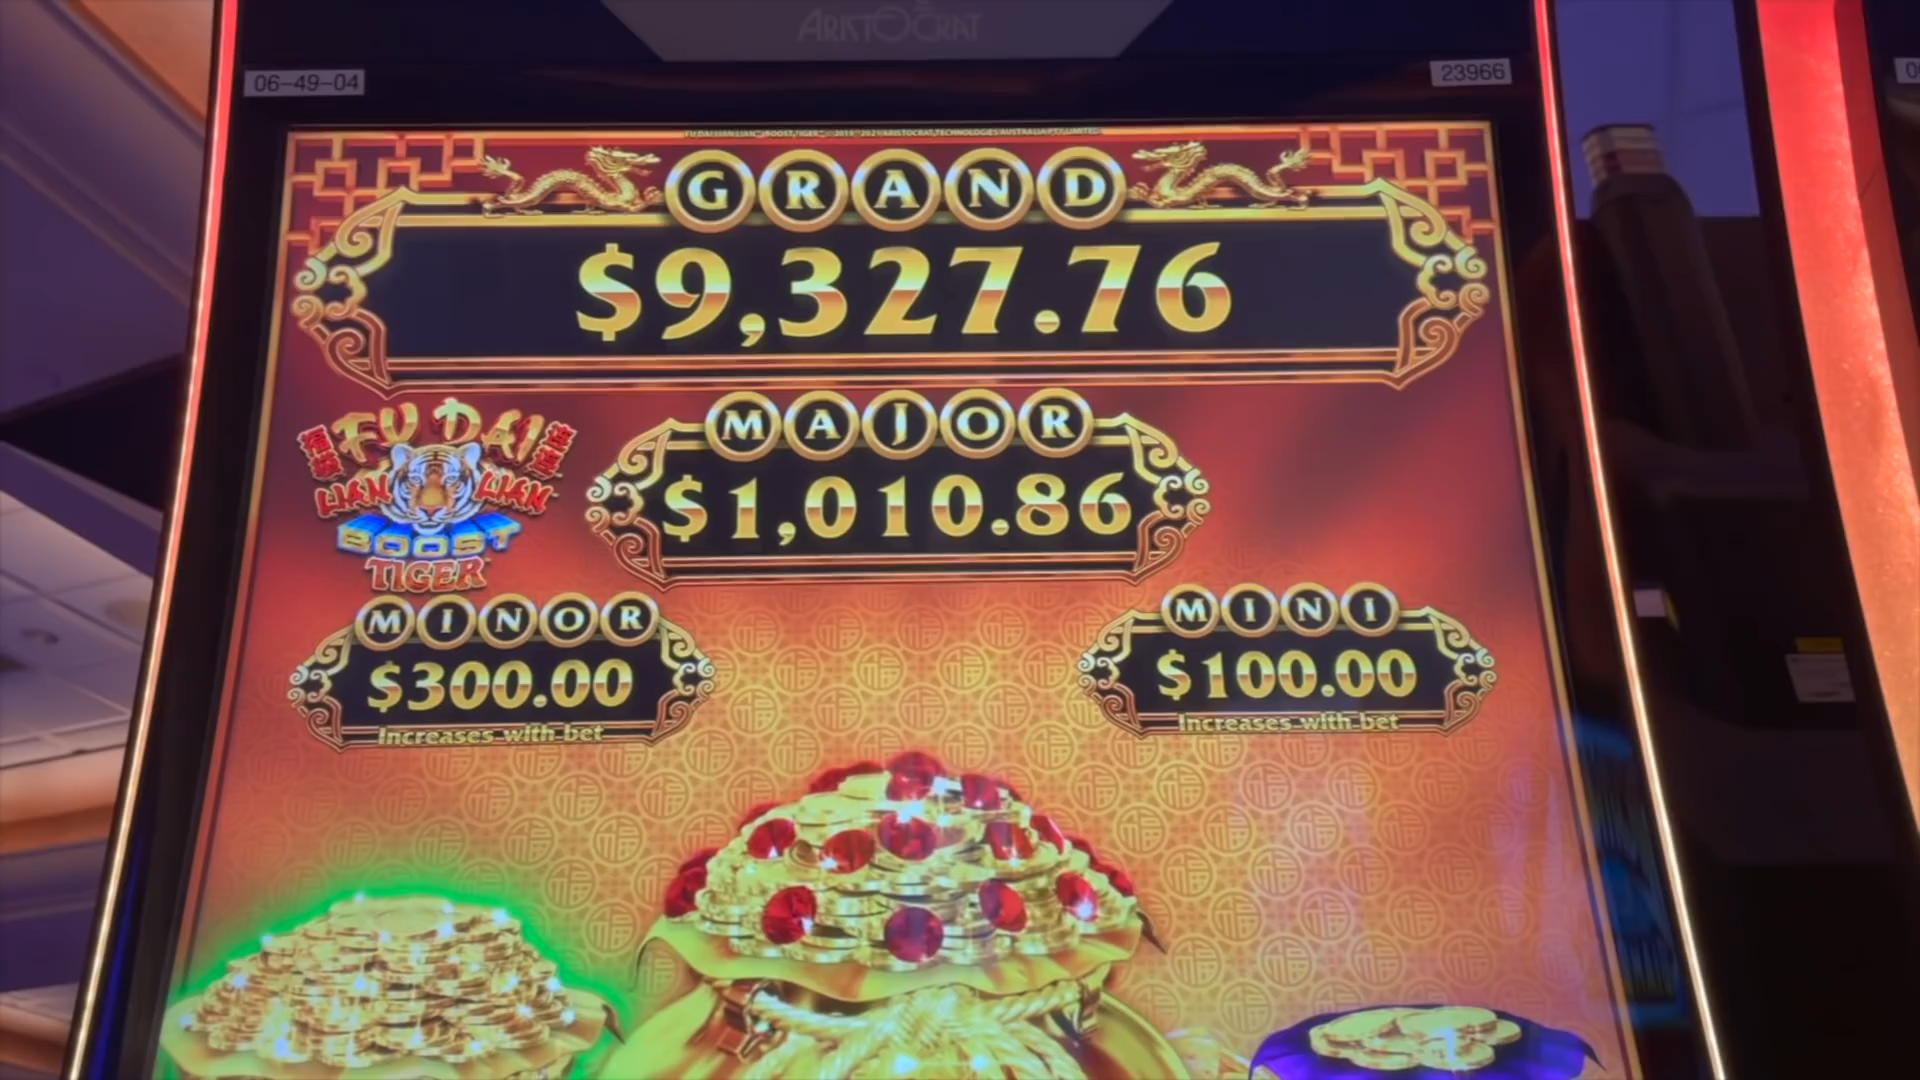 ARISTOCRAT
06-49-04
23966
GRAND
$9,327.76
FU DAI
LIAN LIAN
BOOST
TIGER
MAJOR
$1,010.86
MINOR
$300.00
Increases with bet
MINI
$100.00
Increases with bet